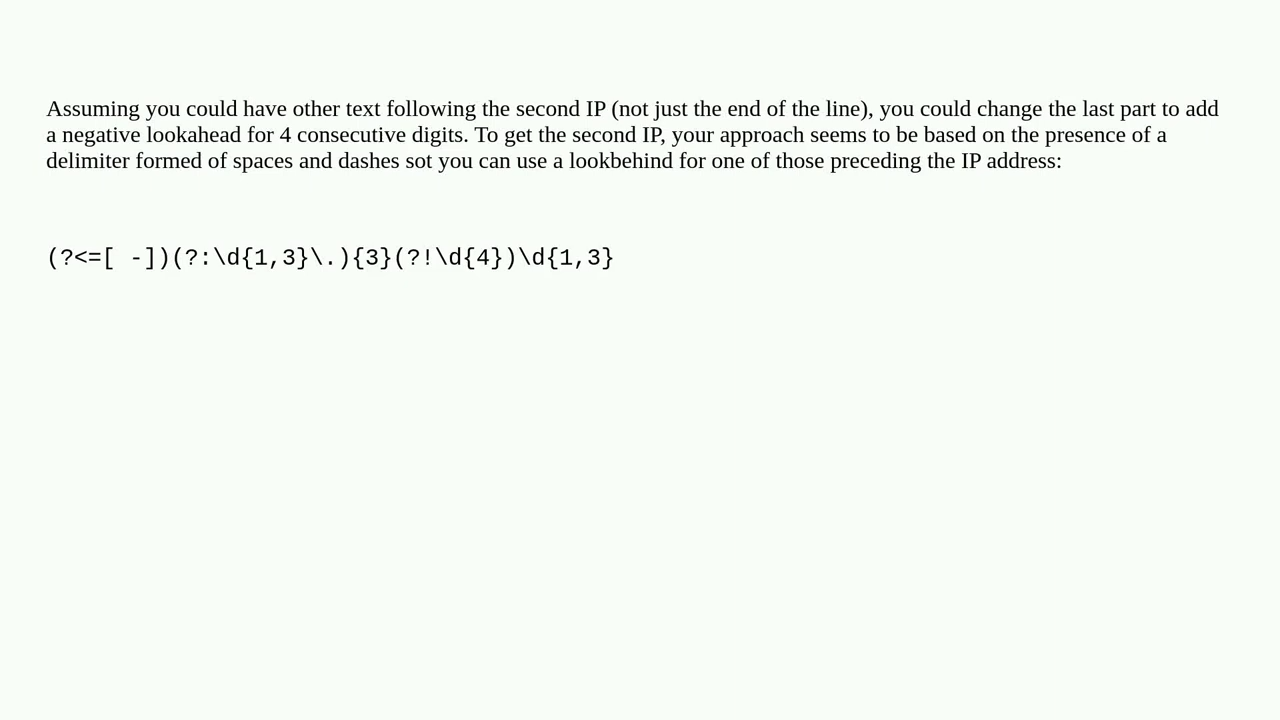 Assuming you could have other text following the second IP (not just the end of the line), you could change the last part to add
a negative lookahead for 4 consecutive digits. To get the second IP, your approach seems to be based on the presence of a
delimiter formed of spaces and dashes sot you can use a lookbehind for one of those preceding the IP address:
(?<=[ -])(?:\d{1,3}\.){3}(?!\d{4})\d{1,3}